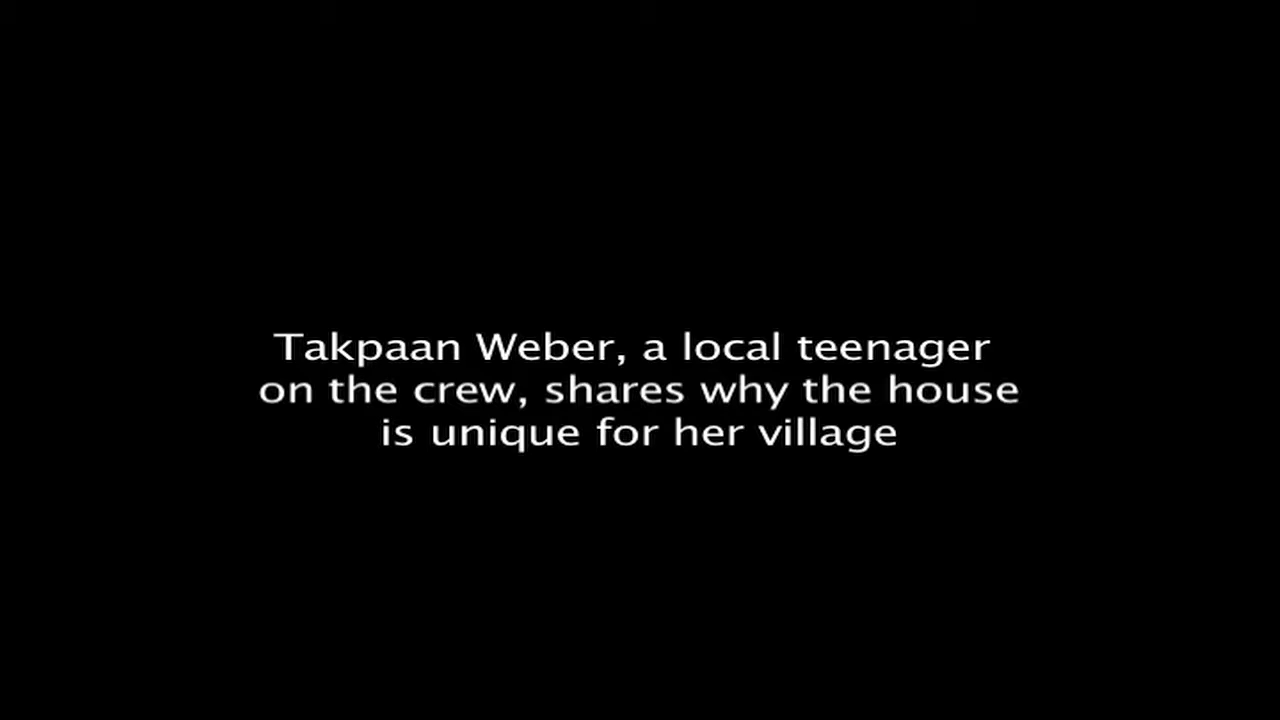 Takpaan Weber, a local teenager
on the crew, shares why the house
is unique for her village